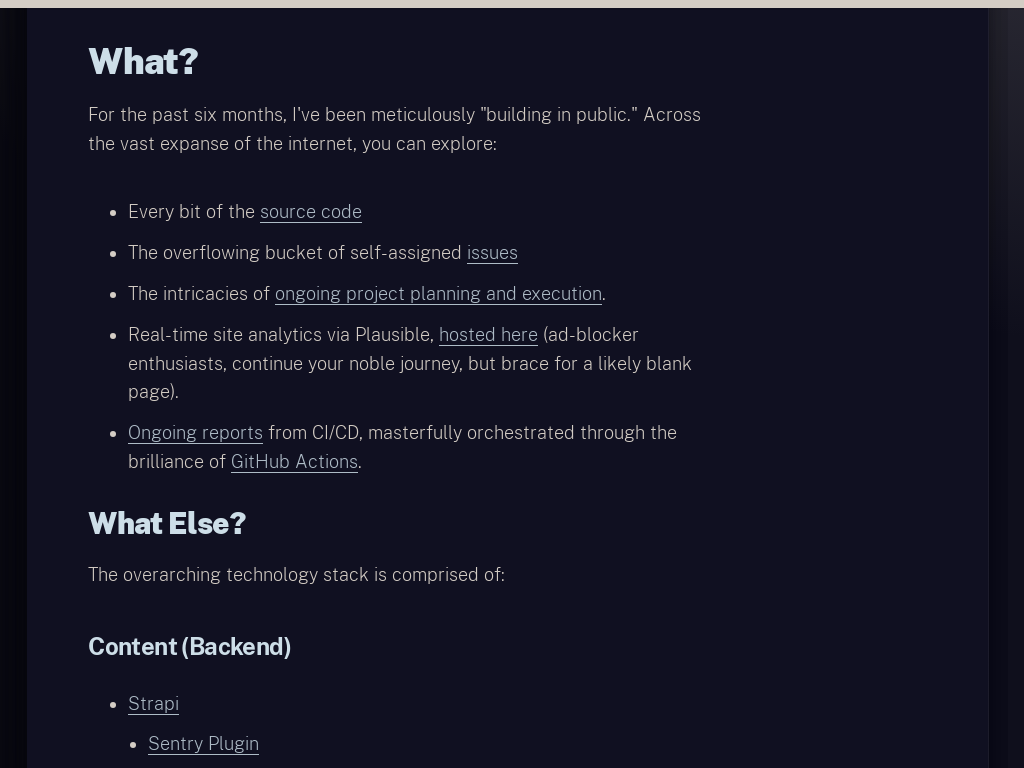 What?
For the past six months, I've been meticulously "building in public." Across
the vast expanse of the internet, you can explore:
Every bit of the source code
The overflowing bucket of self-assigned issues
The intricacies of ongoing project planning and execution.
Real-time site analytics via Plausible, hosted here (ad-blocker
enthusiasts, continue your noble journey, but brace for a likely blank
page).
Ongoing reports from CI/CD, masterfully orchestrated through the
brilliance of GitHub Actions.
What Else?
The overarching technology stack is comprised of:
Content (Backend)
Strapi
Sentry Plugin